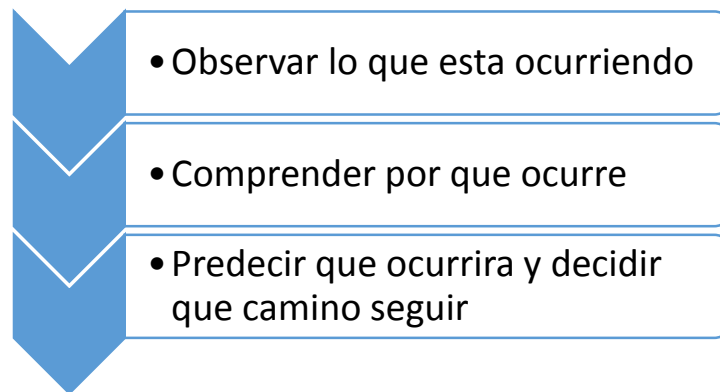 • Observar lo que esta ocurriendo
• Comprender por que ocurre
• Predecir que ocurrira y decidir
que camino seguir